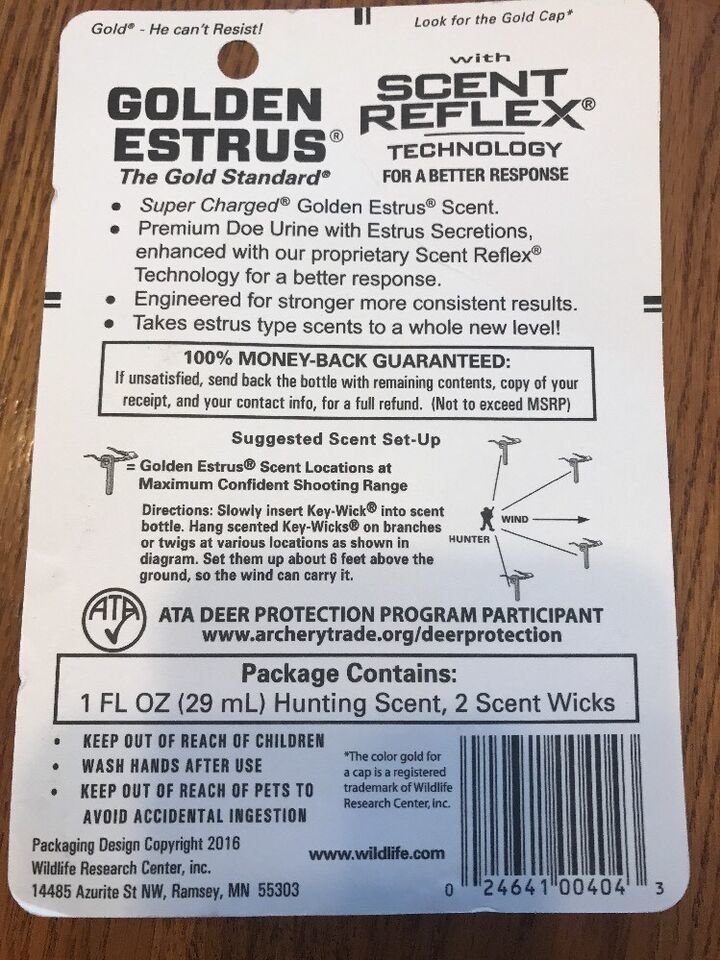 Gold® - He can't Resist!
Look for the Gold Cap*
GOLDEN
ESTRUS®
The Gold Standard®
with
SCENT
REFLEX®
TECHNOLOGY
FOR A BETTER RESPONSE
• Super Charged® Golden Estrus® Scent.
• Premium Doe Urine with Estrus Secretions,
enhanced with our proprietary Scent Reflex®
Technology for a better response.
• Engineered for stronger more consistent results.
• Takes estrus type scents to a whole new level!
100% MONEY-BACK GUARANTEED:
If unsatisfied, send back the bottle with remaining contents, copy of your
receipt, and your contact info, for a full refund. (Not to exceed MSRP)
Suggested Scent Set-Up
= Golden Estrus® Scent Locations at
Maximum Confident Shooting Range
Directions: Slowly insert Key-Wick® into scent
bottle. Hang scented Key-Wicks® on branches
or twigs at various locations as shown in
diagram. Set them up about 6 feet above the
ground, so the wind can carry it.
HUNTER
WIND
ATA
ATA DEER PROTECTION PROGRAM PARTICIPANT
www.archerytrade.org/deerprotection
Package Contains:
1 FL OZ (29 mL) Hunting Scent, 2 Scent Wicks
• KEEP OUT OF REACH OF CHILDREN
• WASH HANDS AFTER USE
• KEEP OUT OF REACH OF PETS TO
AVOID ACCIDENTAL INGESTION
*The color gold for
a cap is a registered
trademark of Wildlife
Research Center, inc.
Packaging Design Copyright 2016
Wildlife Research Center, inc.
14485 Azurite St NW, Ramsey, MN 55303
www.wildlife.com
0 24641 00404 3